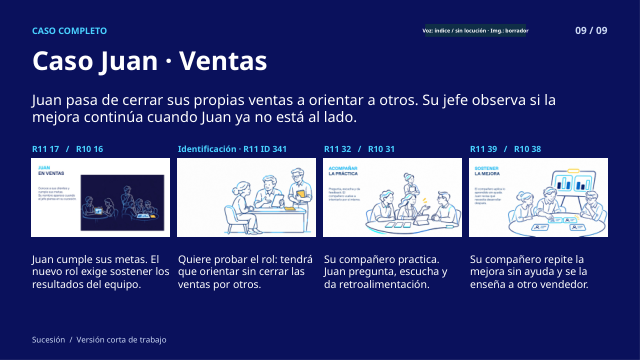 CASO COMPLETO
Voz: índice / sin locución · Img.: borrador
09 / 09
Caso Juan · Ventas
Juan pasa de cerrar sus propias ventas a orientar a otros. Su jefe observa si la
mejora continúa cuando Juan ya no está al lado.
R11 17 / R10 16
Identificación · R11 ID 341
R11 32 / R10 31
R11 39 / R10 38
JUAN
EN VENTAS
ACOMPAÑAR
LA PRÁCTICA
SOSTENER
LA MEJORA
Juan cumple sus metas. El
nuevo rol exige sostener los
resultados del equipo.
Quiere probar el rol: tendrá
que orientar sin cerrar las
ventas por otros.
Su compañero practica.
Juan pregunta, escucha y
da retroalimentación.
Su compañero repite la
mejora sin ayuda y se la
enseña a otro vendedor.
Sucesión / Versión corta de trabajo